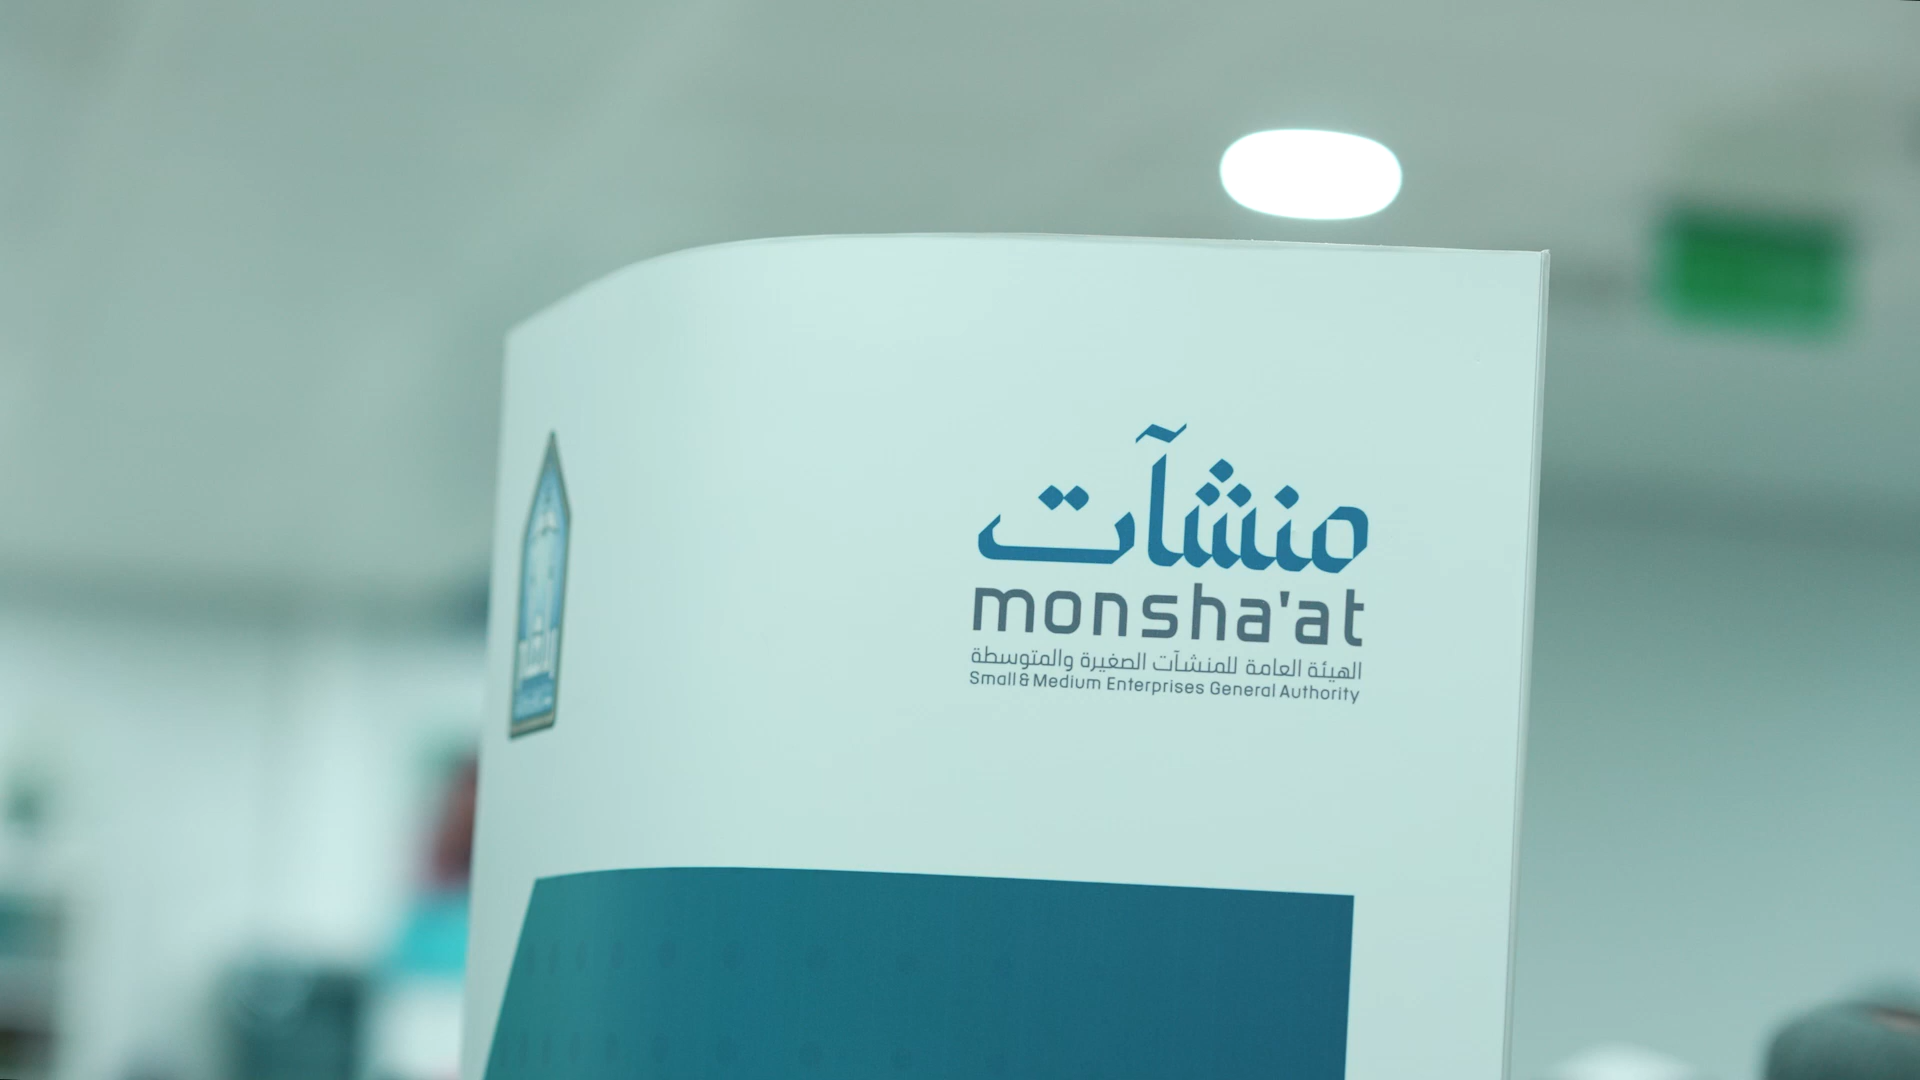 منشآت
monsha'at
الهيئة العامة للمنشآت الصغيرة والمتوسطة
Small & Medium Enterprises General Authority